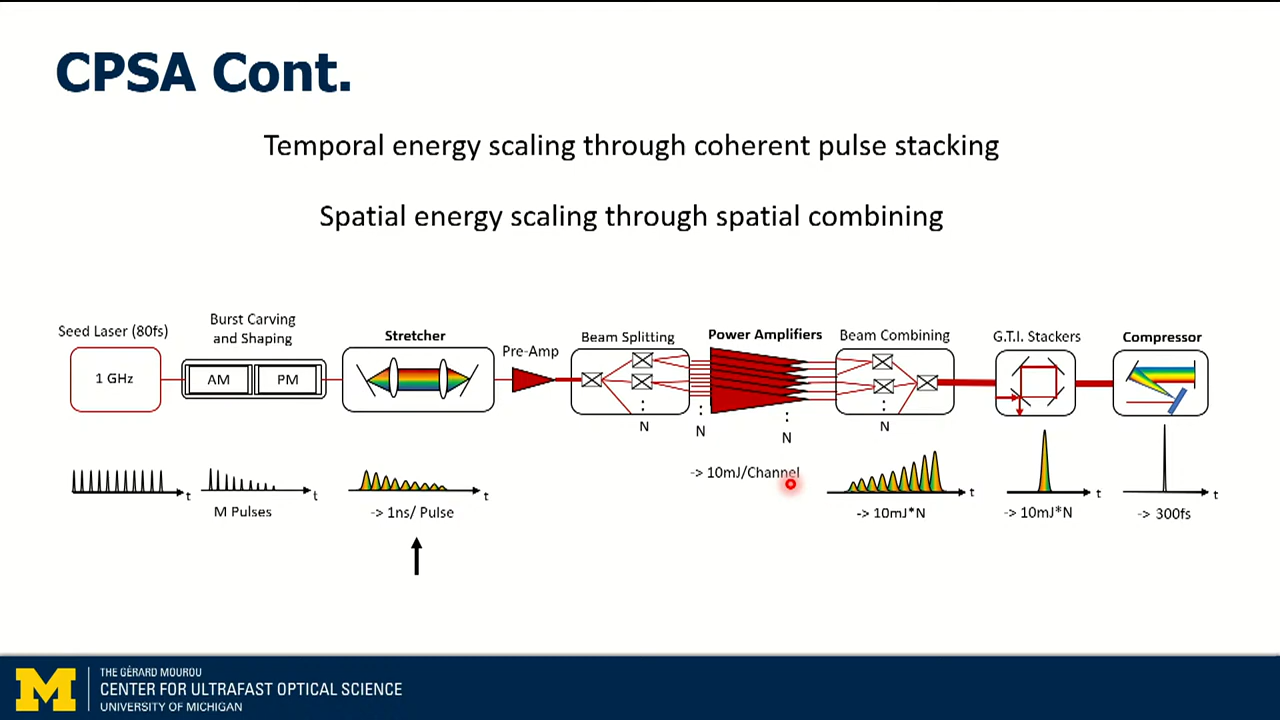 CPSA Cont.
Temporal energy scaling through coherent pulse stacking
Spatial energy scaling through spatial combining
Seed Laser (80fs)
Burst Carving
and Shaping
Stretcher
Pre-Amp
Beam Splitting
Power Amplifiers
Beam Combining
G.T.I. Stackers
Compressor
1 GHz
AM
PM
N
N
N
N
-> 10mJ/Channel
t
t
t
t
t
t
M Pulses
-> 1ns/ Pulse
-> 10mJ*N
-> 10mJ*N
-> 300fs
M
THE GÉRARD MOUROU
CENTER FOR ULTRAFAST OPTICAL SCIENCE
UNIVERSITY OF MICHIGAN